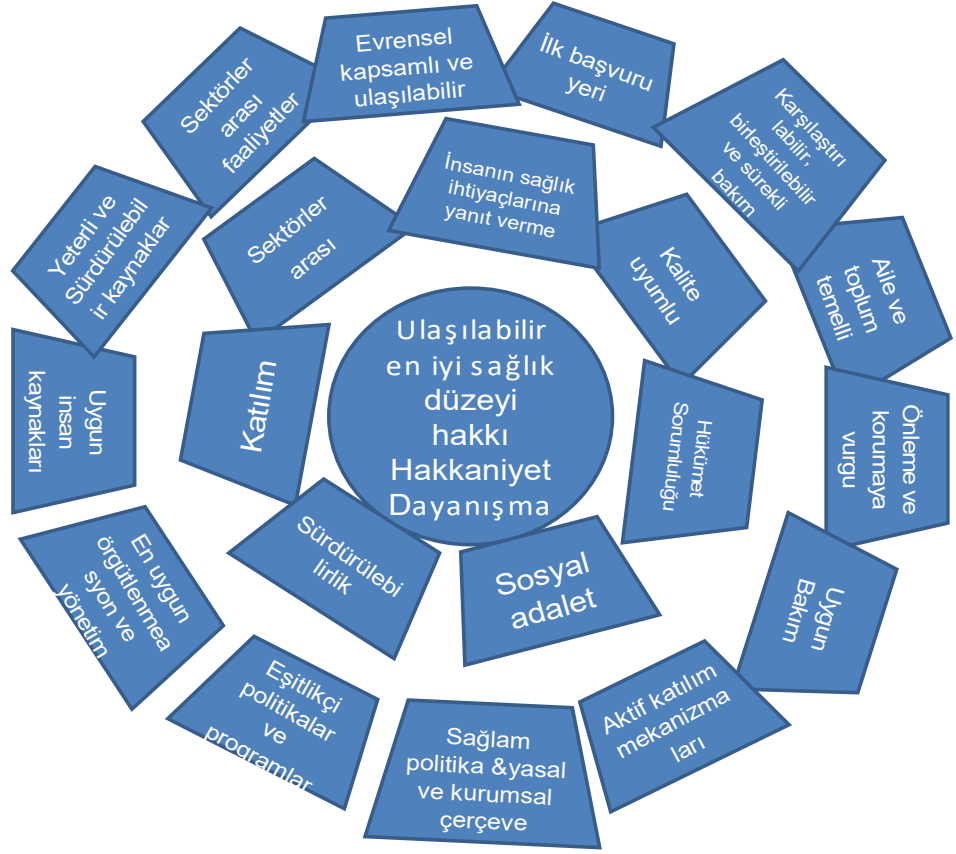 Evrensel
kapsamlı ve
ulaşılabilir
İlk başvuru
yeri
Karşılaştırı
labilir,
birleştirilebilir
ve sürekli
bakım
Aile ve
toplum
temelli
Önleme ve
korumaya
vurgu
Uygun
Bakım
Aktif katılım
mekanizma
ları
Sağlam
politika &yasal
ve kurumsal
çerçeve
Eşitlikçi
politikalar
ve
programlar
En uygun
örgütlenmea
syon ve
yönetim
Uygun
insan
kaynakları
Yeterli ve
Sürdürülebil
ir kaynaklar
Sektörler
arası
faaliyetler
İnsanın sağlık
ihtiyaçlarına
yanıt verme
Kalite
uyumlu
Hükümet
Sorumluluğu
Sosyal
adalet
Sürdürülebi
lirlik
Katılım
Sektörler
arası
Ulaşılabilir
en iyi sağlık
düzeyi
hakkı
Hakkaniyet
Dayanışma